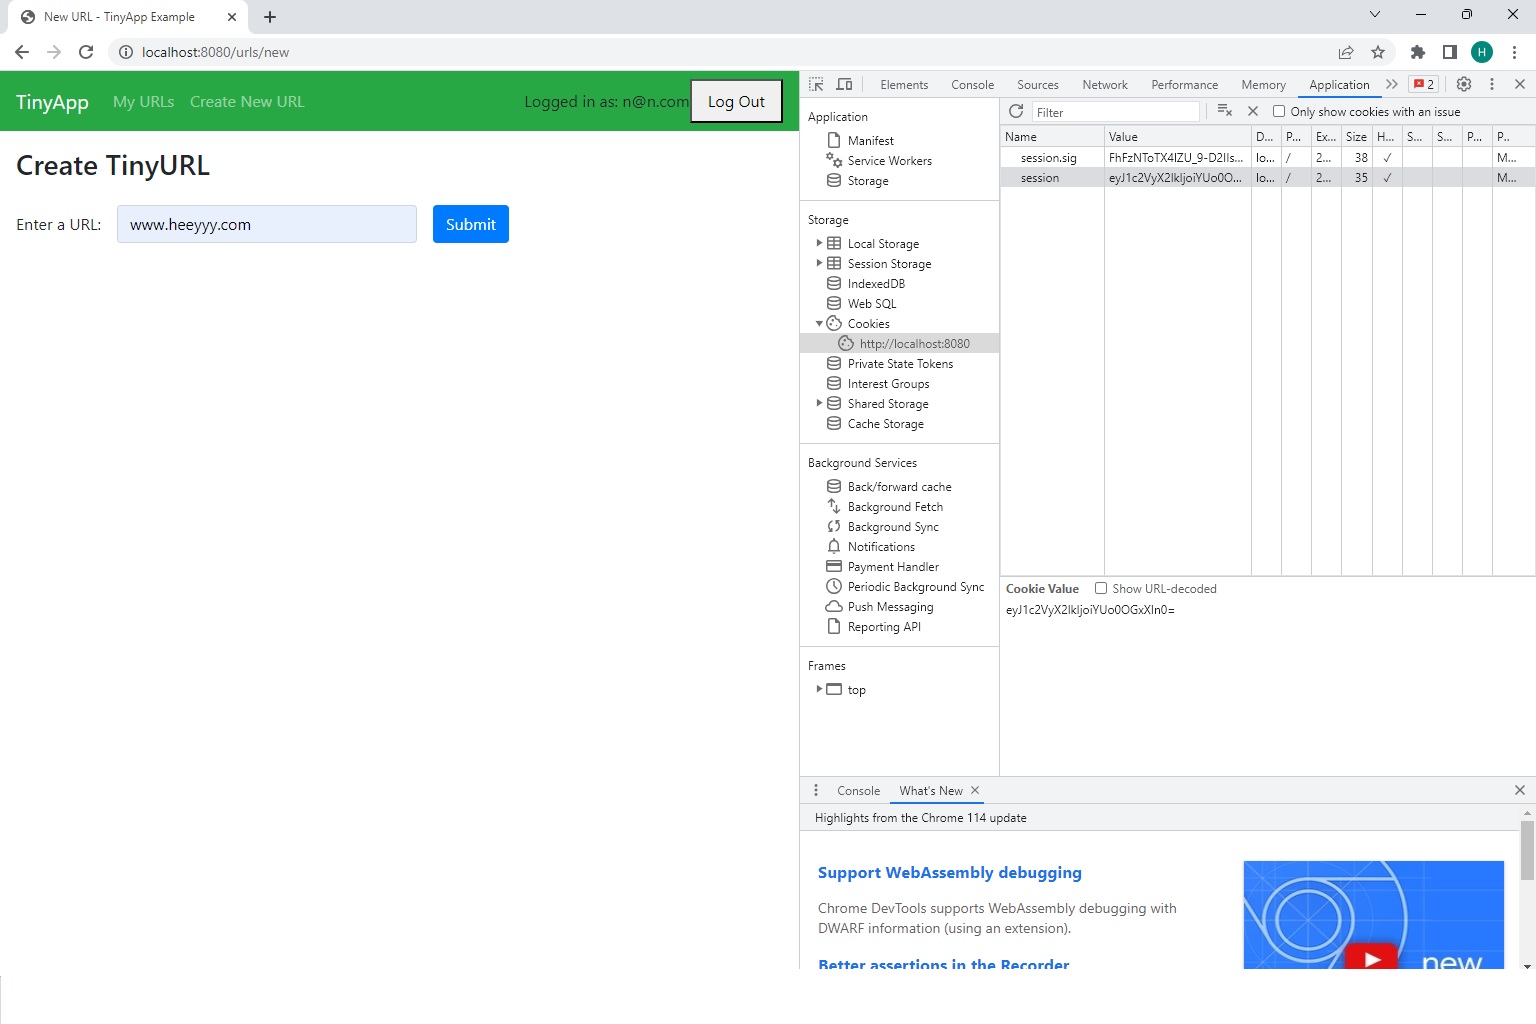 New URL - TinyApp Example
localhost:8080/urls/new
H
TinyApp My URLs Create New URL Logged in as: n@n.com Log Out
Create TinyURL
Enter a URL: www.heeyyy.com Submit
Elements Console Sources Network Performance Memory Application 2
Filter Only show cookies with an issue
Application
Manifest
Service Workers
Storage
Storage
Local Storage
Session Storage
IndexedDB
Web SQL
Cookies
http://localhost:8080
Private State Tokens
Interest Groups
Shared Storage
Cache Storage
Background Services
Back/forward cache
Background Fetch
Background Sync
Notifications
Payment Handler
Periodic Background Sync
Push Messaging
Reporting API
Frames
top
Name Value D... P... Ex... Size H... S... S... P... P..
session.sig FhFzNToTX4IZU_9-D2IIs... lo... / 2... 38 ✓ M...
session eyJ1c2VyX2lkIjoiYUo0O... lo... / 2... 35 ✓ M...
Cookie Value Show URL-decoded
eyJ1c2VyX2lkIjoiYUo0OGxXIn0=
Console What's New
Highlights from the Chrome 114 update
Support WebAssembly debugging
Chrome DevTools supports WebAssembly debugging with
DWARF information (using an extension).
Better assertions in the Recorder
new